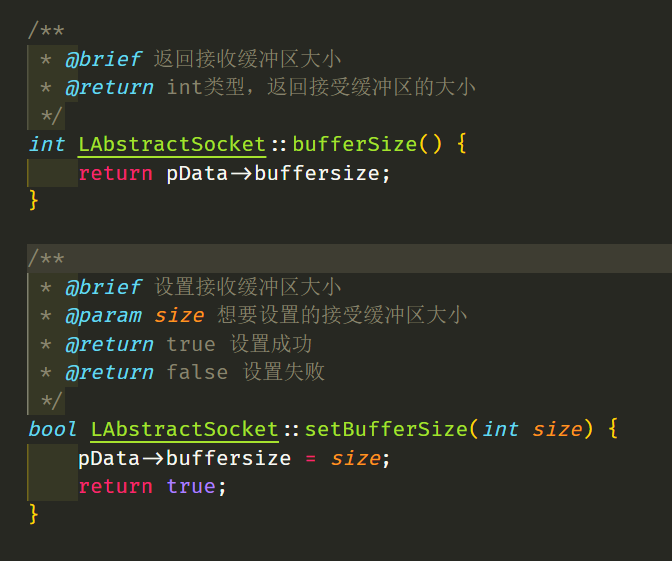 /**
 * @brief 返回接收缓冲区大小
 * @return int类型，返回接受缓冲区的大小
 */
int LAbstractSocket::bufferSize() {
    return pData->buffersize;
}

/**
 * @brief 设置接收缓冲区大小
 * @param size 想要设置的接受缓冲区大小
 * @return true 设置成功
 * @return false 设置失败
 */
bool LAbstractSocket::setBufferSize(int size) {
    pData->buffersize = size;
    return true;
}